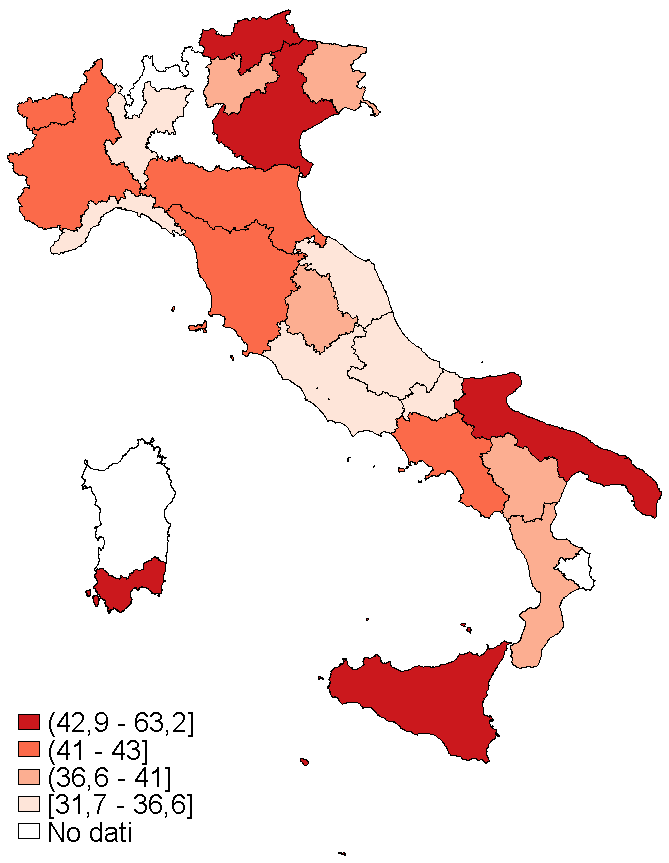 (42,9 - 63,2]
(41 - 43]
(36,6 - 41]
[31,7 - 36,6]
No dati